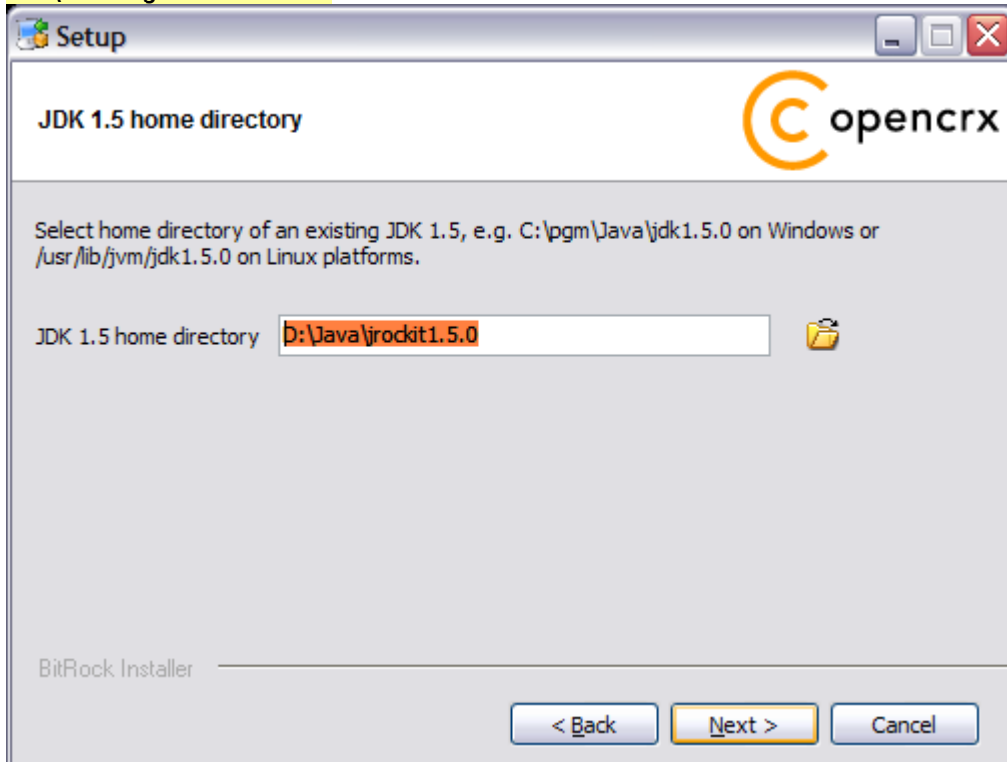 Setup
JDK 1.5 home directory
opencrx
Select home directory of an existing JDK 1.5, e.g. C:\pgm\Java\jdk1.5.0 on Windows or
/usr/lib/jvm/jdk1.5.0 on Linux platforms.
JDK 1.5 home directory D:\Java\jrockit1.5.0
BitRock Installer
< Back Next > Cancel